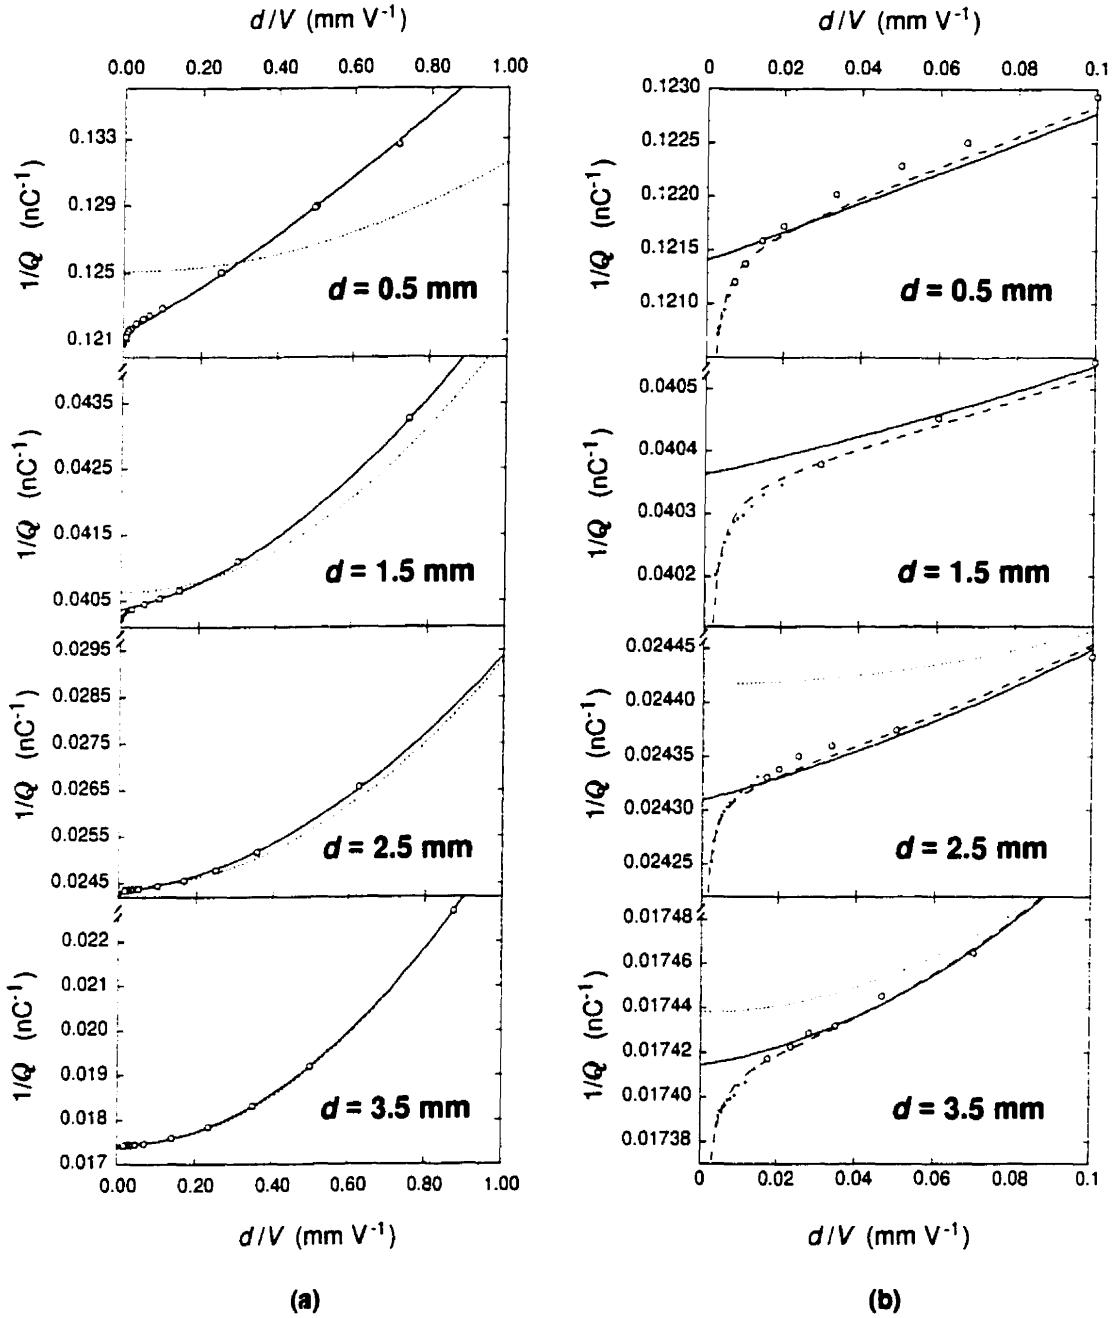 d/V (mm V⁻¹)
0.00 0.20 0.40 0.60 0.80 1.00
1/Q (nC⁻¹)
0.133
0.129
0.125
0.121
d = 0.5 mm
1/Q (nC⁻¹)
0.0435
0.0425
0.0415
0.0405
d = 1.5 mm
1/Q (nC⁻¹)
0.0295
0.0285
0.0275
0.0265
0.0255
0.0245
d = 2.5 mm
1/Q (nC⁻¹)
0.022
0.021
0.020
0.019
0.018
0.017
d = 3.5 mm
0.00 0.20 0.40 0.60 0.80 1.00
d/V (mm V⁻¹)
(a)
d/V (mm V⁻¹)
0 0.02 0.04 0.06 0.08 0.1
1/Q (nC⁻¹)
0.1230
0.1225
0.1220
0.1215
0.1210
d = 0.5 mm
1/Q (nC⁻¹)
0.0405
0.0404
0.0403
0.0402
d = 1.5 mm
1/Q (nC⁻¹)
0.02445
0.02440
0.02435
0.02430
0.02425
d = 2.5 mm
1/Q (nC⁻¹)
0.01748
0.01746
0.01744
0.01742
0.01740
0.01738
d = 3.5 mm
0 0.02 0.04 0.06 0.08 0.1
d/V (mm V⁻¹)
(b)